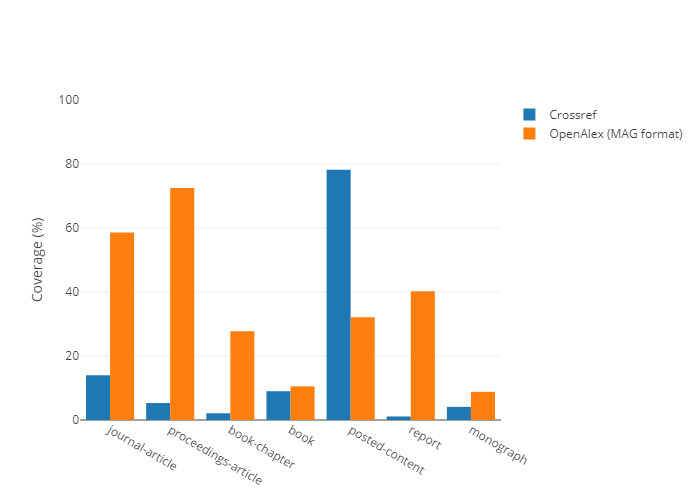 100
80
60
40
20
0
Coverage (%)
journal-article
proceedings-article
book-chapter
book
posted-content
report
monograph
Crossref
OpenAlex (MAG format)